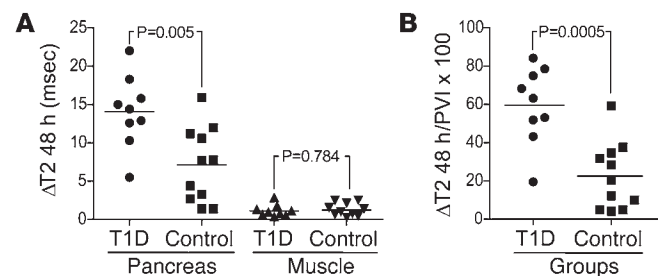 A
ΔT2 48 h (msec)
25
20
15
10
5
0
P=0.005
P=0.784
T1D Control T1D Control
Pancreas Muscle
B
ΔT2 48 h/PVI x 100
100
80
60
40
20
0
P=0.0005
T1D Control
Groups